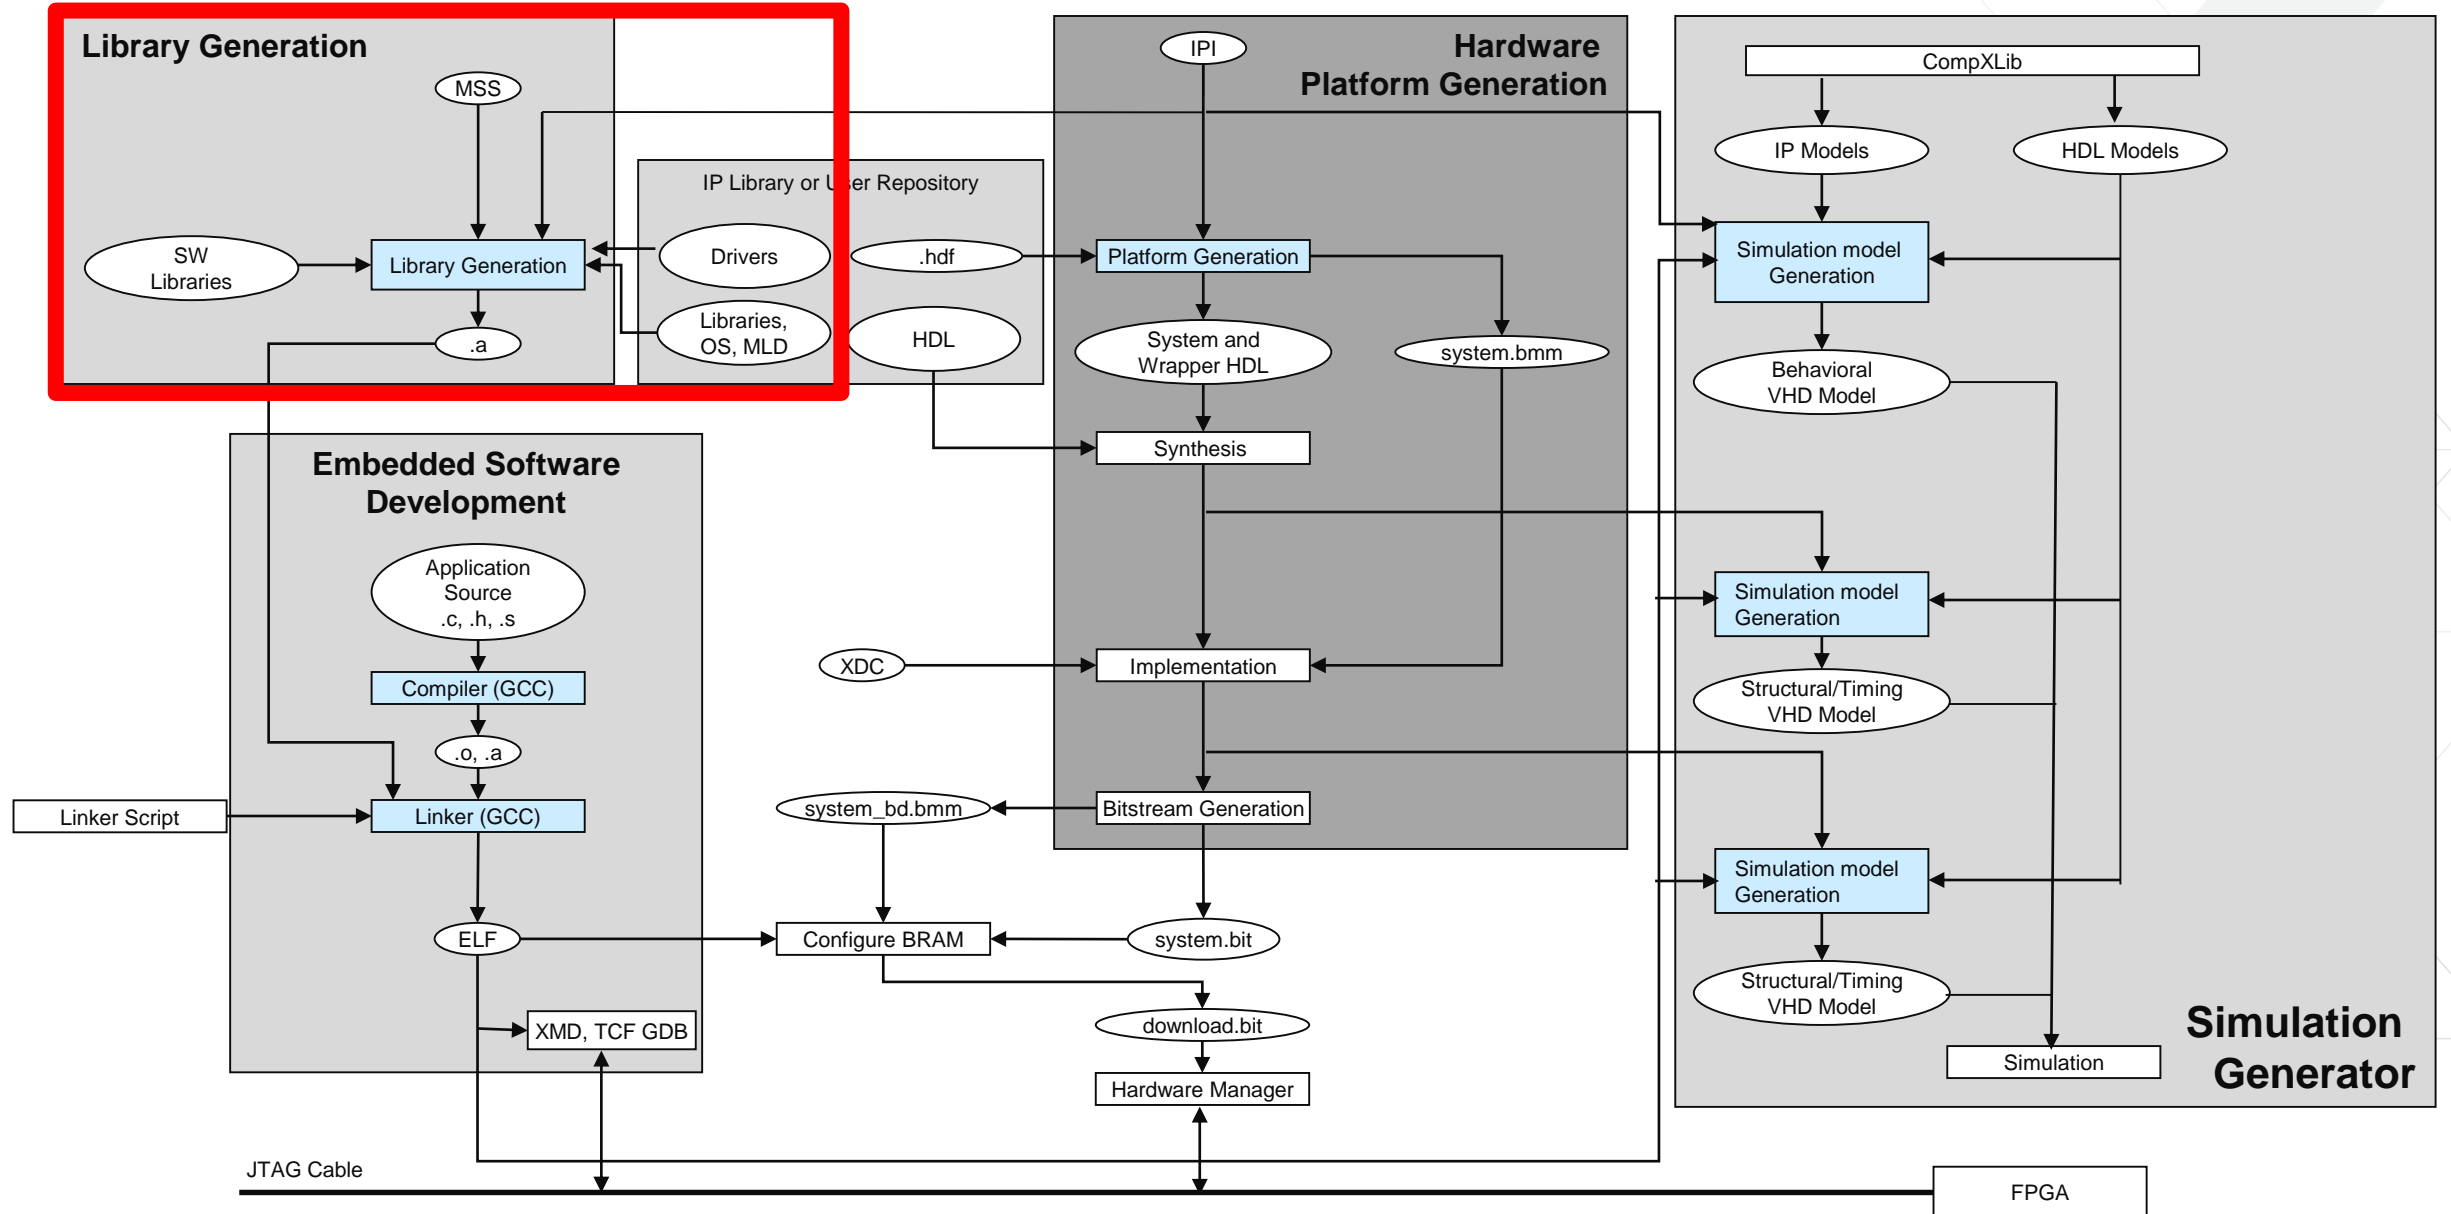 Library Generation
MSS
SW
Libraries
Library Generation
.a
IP Library or User Repository
Drivers
Libraries,
OS, MLD
.hdf
HDL
Embedded Software
Development
Application
Source
.c, .h, .s
Compiler (GCC)
.o, .a
Linker Script
Linker (GCC)
ELF
XMD, TCF GDB
Hardware
Platform Generation
IPI
Platform Generation
System and
Wrapper HDL
system.bmm
Synthesis
XDC
Implementation
system_bd.bmm
Bitstream Generation
Configure BRAM
system.bit
download.bit
Hardware Manager
CompXLib
IP Models
HDL Models
Simulation model
Generation
Behavioral
VHD Model
Simulation model
Generation
Structural/Timing
VHD Model
Simulation model
Generation
Structural/Timing
VHD Model
Simulation
Simulation
Generator
JTAG Cable
FPGA